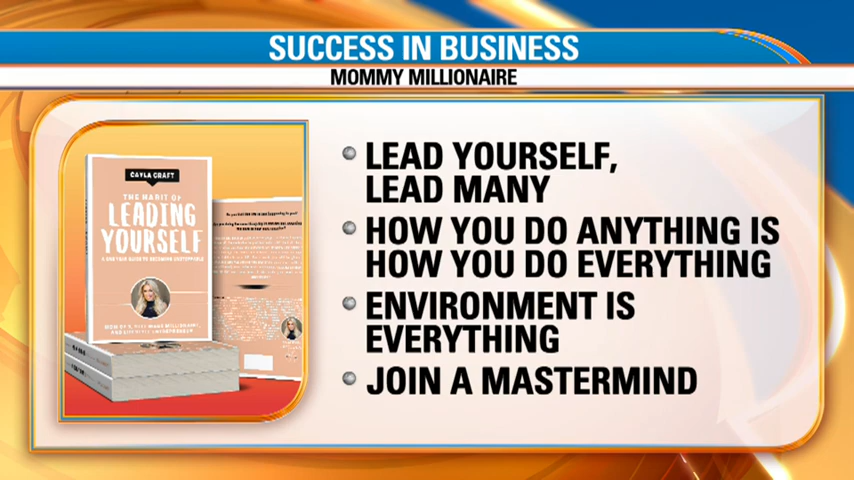 SUCCESS IN BUSINESS
MOMMY MILLIONAIRE
CAYLA CRAFT
THE HABIT OF
LEADING
YOURSELF
LEAD YOURSELF,
LEAD MANY
HOW YOU DO ANYTHING IS
HOW YOU DO EVERYTHING
ENVIRONMENT IS
EVERYTHING
JOIN A MASTERMIND